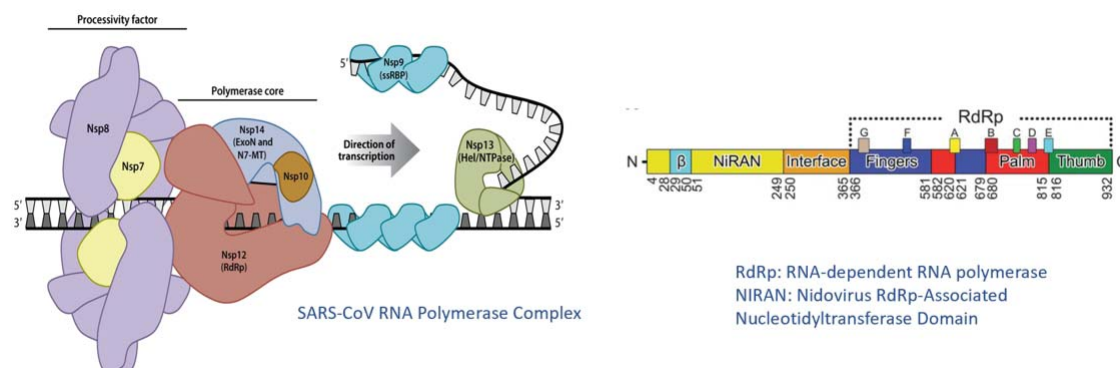 Processivity factor
Polymerase core
Nsp8
Nsp7
5'
Nsp9
(ssRBP)
Nsp14
(ExoN and
N7-MT)
Nsp10
Direction of
transcription
Nsp13
(Hel/NTPase)
5'
3'
3'
5'
Nsp12
(RdRp)
SARS-CoV RNA Polymerase Complex
RdRp
G F A B C D E
N - β NiRAN Interface Fingers Palm Thumb
4 28 29 50 51 249 250 365 366 581 582 620 621 679 680 815 816 932
RdRp: RNA-dependent RNA polymerase
NIRAN: Nidovirus RdRp-Associated
Nucleotidyltransferase Domain